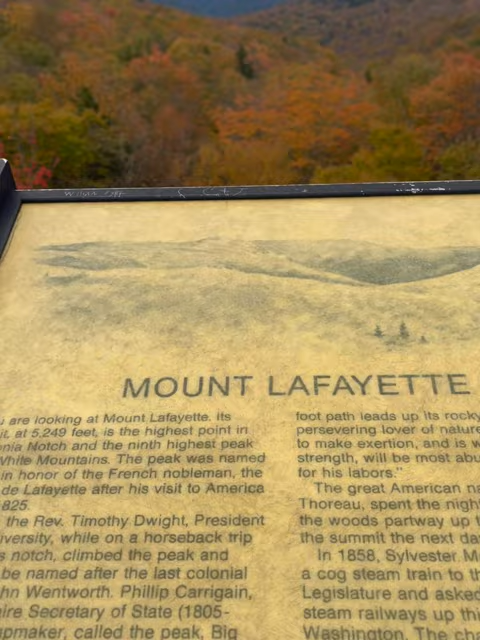 MOUNT LAFAYETTE
are looking at Mount Lafayette. Its
it, at 5,249 feet, is the highest point in
nia Notch and the ninth highest peak
White Mountains. The peak was named
in honor of the French nobleman, the
de Lafayette after his visit to America
825.
the Rev. Timothy Dwight, President
iversity, while on a horseback trip
s notch, climbed the peak and
be named after the last colonial
hn Wentworth. Phillip Carrigain,
ire Secretary of State (1805-
pmaker, called the peak, Big
foot path leads up its rocky
persevering lover of nature
to make exertion, and is w
strength, will be most abu
for his labors."
The great American na
Thoreau, spent the nigh
the woods partway up t
the summit the next da
In 1858, Sylvester M
a cog steam train to th
Legislature and asked
steam railways up thi
Washington. The cha